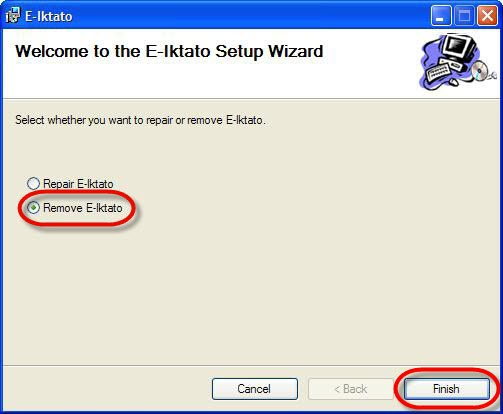 E-Iktato
Welcome to the E-Iktato Setup Wizard
Select whether you want to repair or remove E-Iktato.
Repair E-Iktato
Remove E-Iktato
Cancel
< Back
Finish